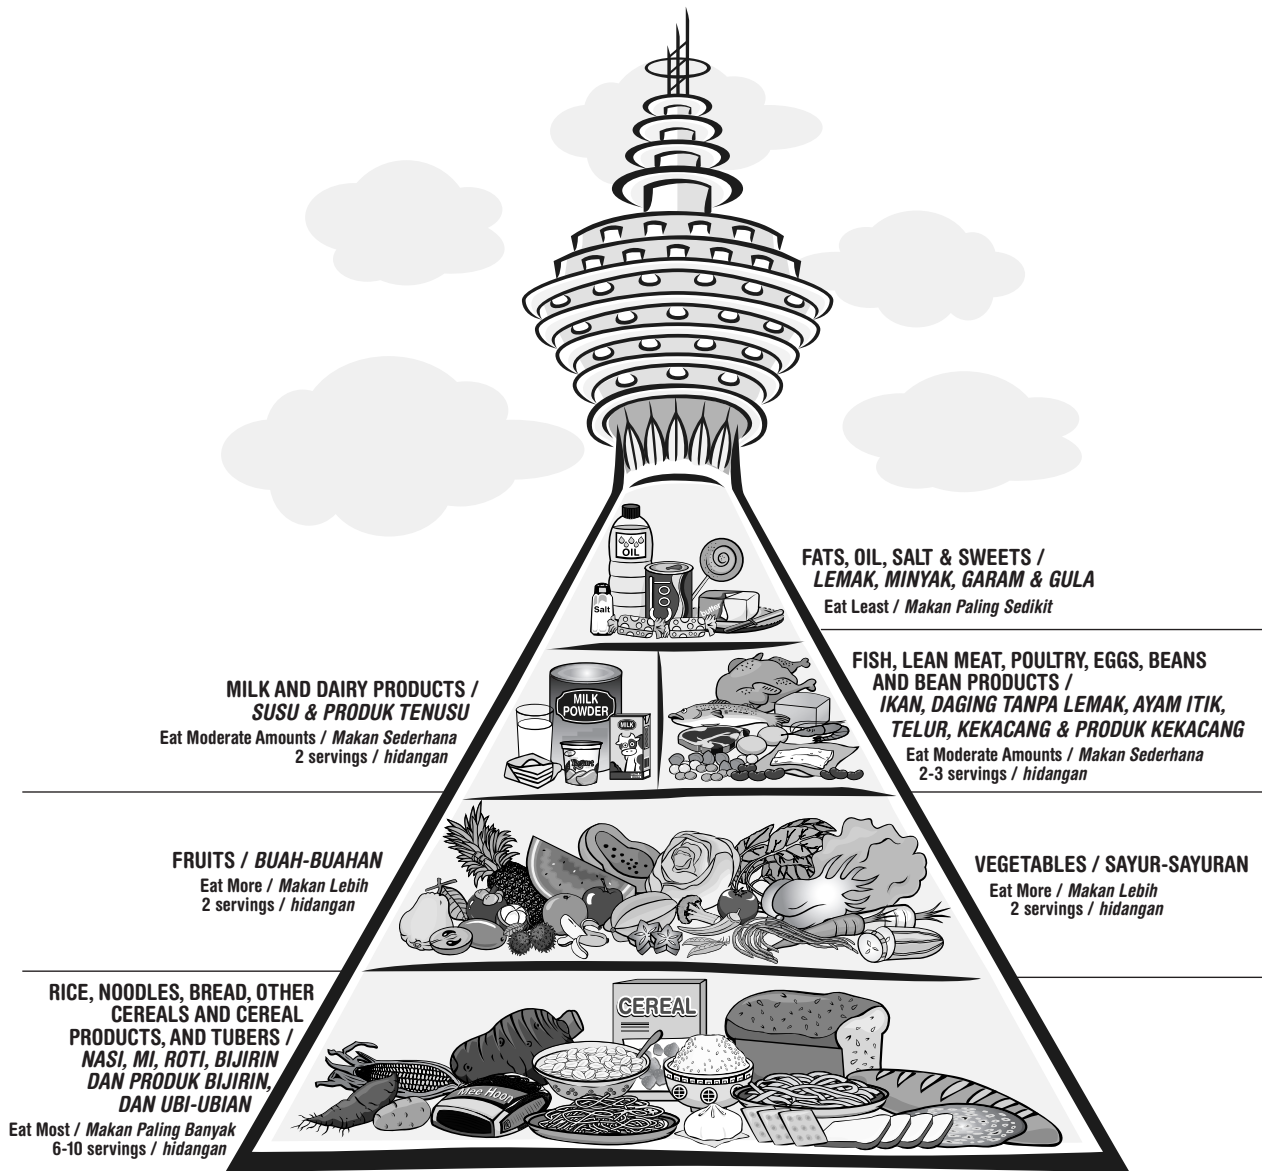 OIL
Salt
butter
FATS, OIL, SALT & SWEETS /
LEMAK, MINYAK, GARAM & GULA
Eat Least / Makan Paling Sedikit
MILK AND DAIRY PRODUCTS /
SUSU & PRODUK TENUSU
Eat Moderate Amounts / Makan Sederhana
2 servings / hidangan
MILK
POWDER
MILK
Yogurt
FISH, LEAN MEAT, POULTRY, EGGS, BEANS
AND BEAN PRODUCTS /
IKAN, DAGING TANPA LEMAK, AYAM ITIK,
TELUR, KEKACANG & PRODUK KEKACANG
Eat Moderate Amounts / Makan Sederhana
2-3 servings / hidangan
FRUITS / BUAH-BUAHAN
Eat More / Makan Lebih
2 servings / hidangan
VEGETABLES / SAYUR-SAYURAN
Eat More / Makan Lebih
2 servings / hidangan
RICE, NOODLES, BREAD, OTHER
CEREALS AND CEREAL
PRODUCTS, AND TUBERS /
NASI, MI, ROTI, BIJIRIN
DAN PRODUK BIJIRIN,
DAN UBI-UBIAN
Eat Most / Makan Paling Banyak
6-10 servings / hidangan
CEREAL
Mee Hoon